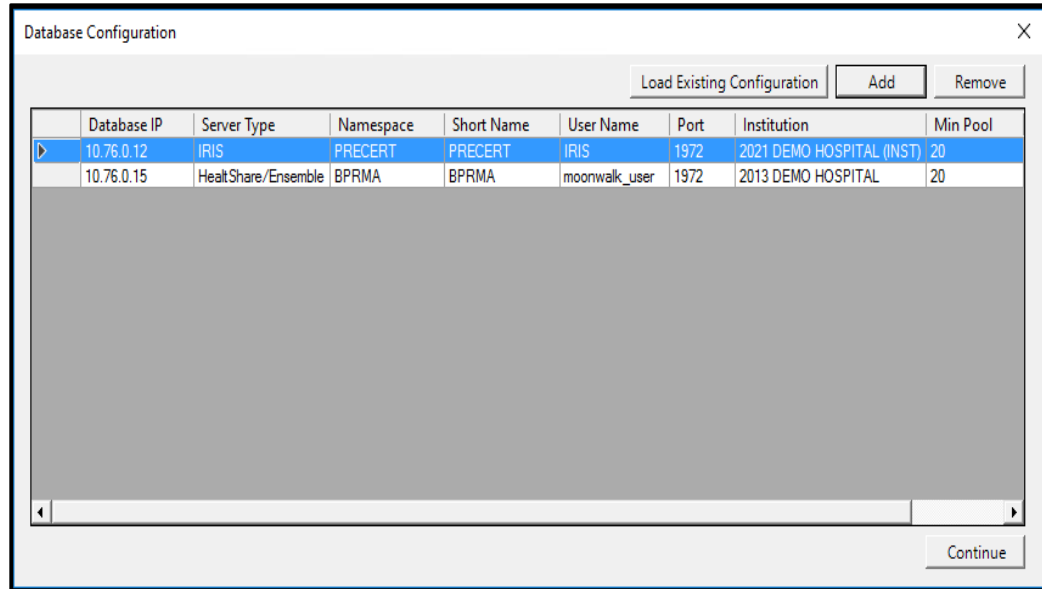 Database Configuration
Load Existing Configuration Add Remove
Database IP Server Type Namespace Short Name User Name Port Institution Min Pool
10.76.0.12 IRIS PRECERT PRECERT IRIS 1972 2021 DEMO HOSPITAL (INST) 20
10.76.0.15 HealtShare/Ensemble BPRMA BPRMA moonwalk_user 1972 2013 DEMO HOSPITAL 20
Continue